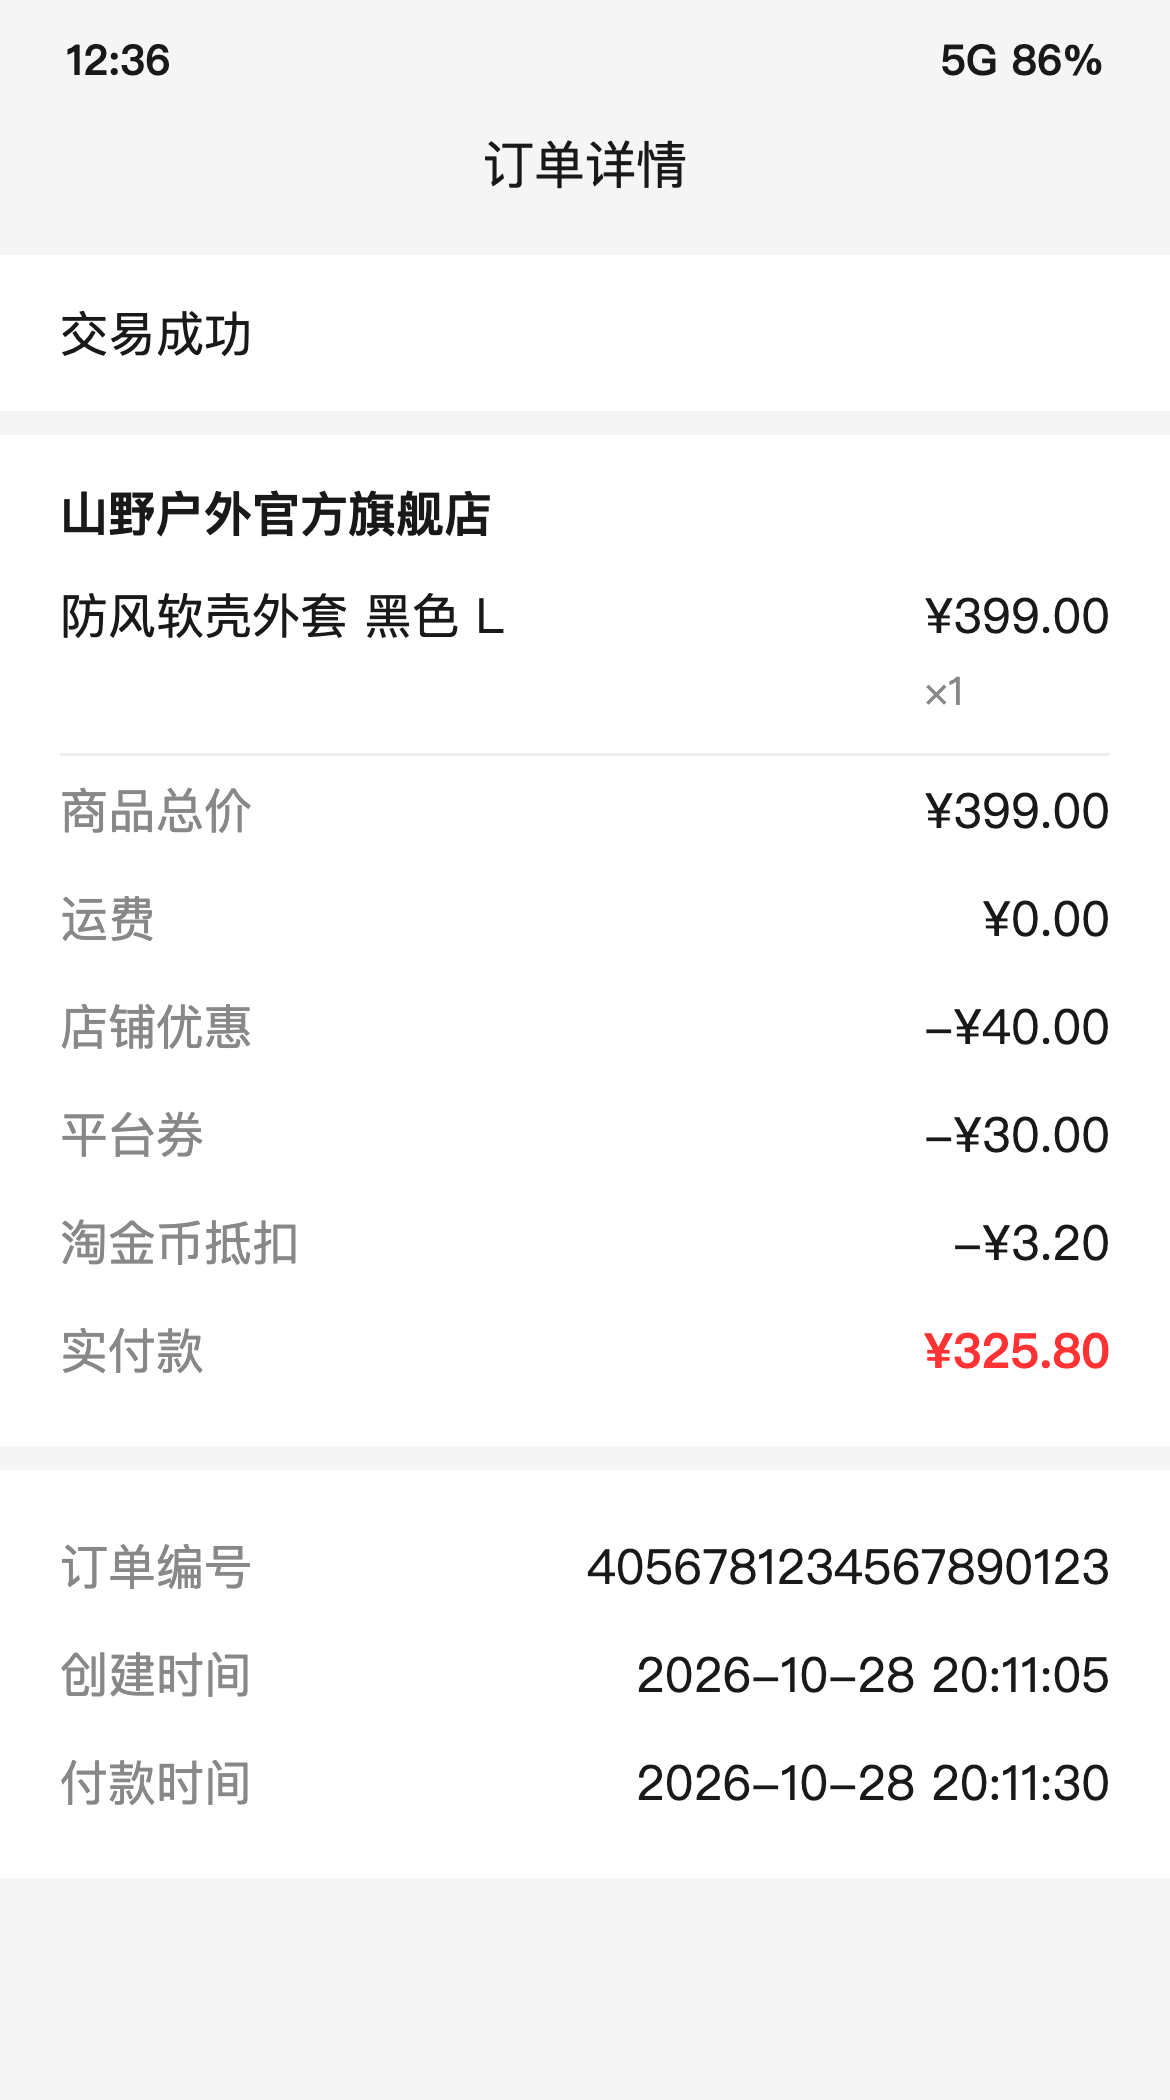 12:36 5G 86%
订单详情
交易成功
山野户外官方旗舰店
防风软壳外套 黑色 L ¥399.00
×1
商品总价 ¥399.00
运费 ¥0.00
店铺优惠 -¥40.00
平台券 -¥30.00
淘金币抵扣 -¥3.20
实付款 ¥325.80
订单编号 4056781234567890123
创建时间 2026-10-28 20:11:05
付款时间 2026-10-28 20:11:30